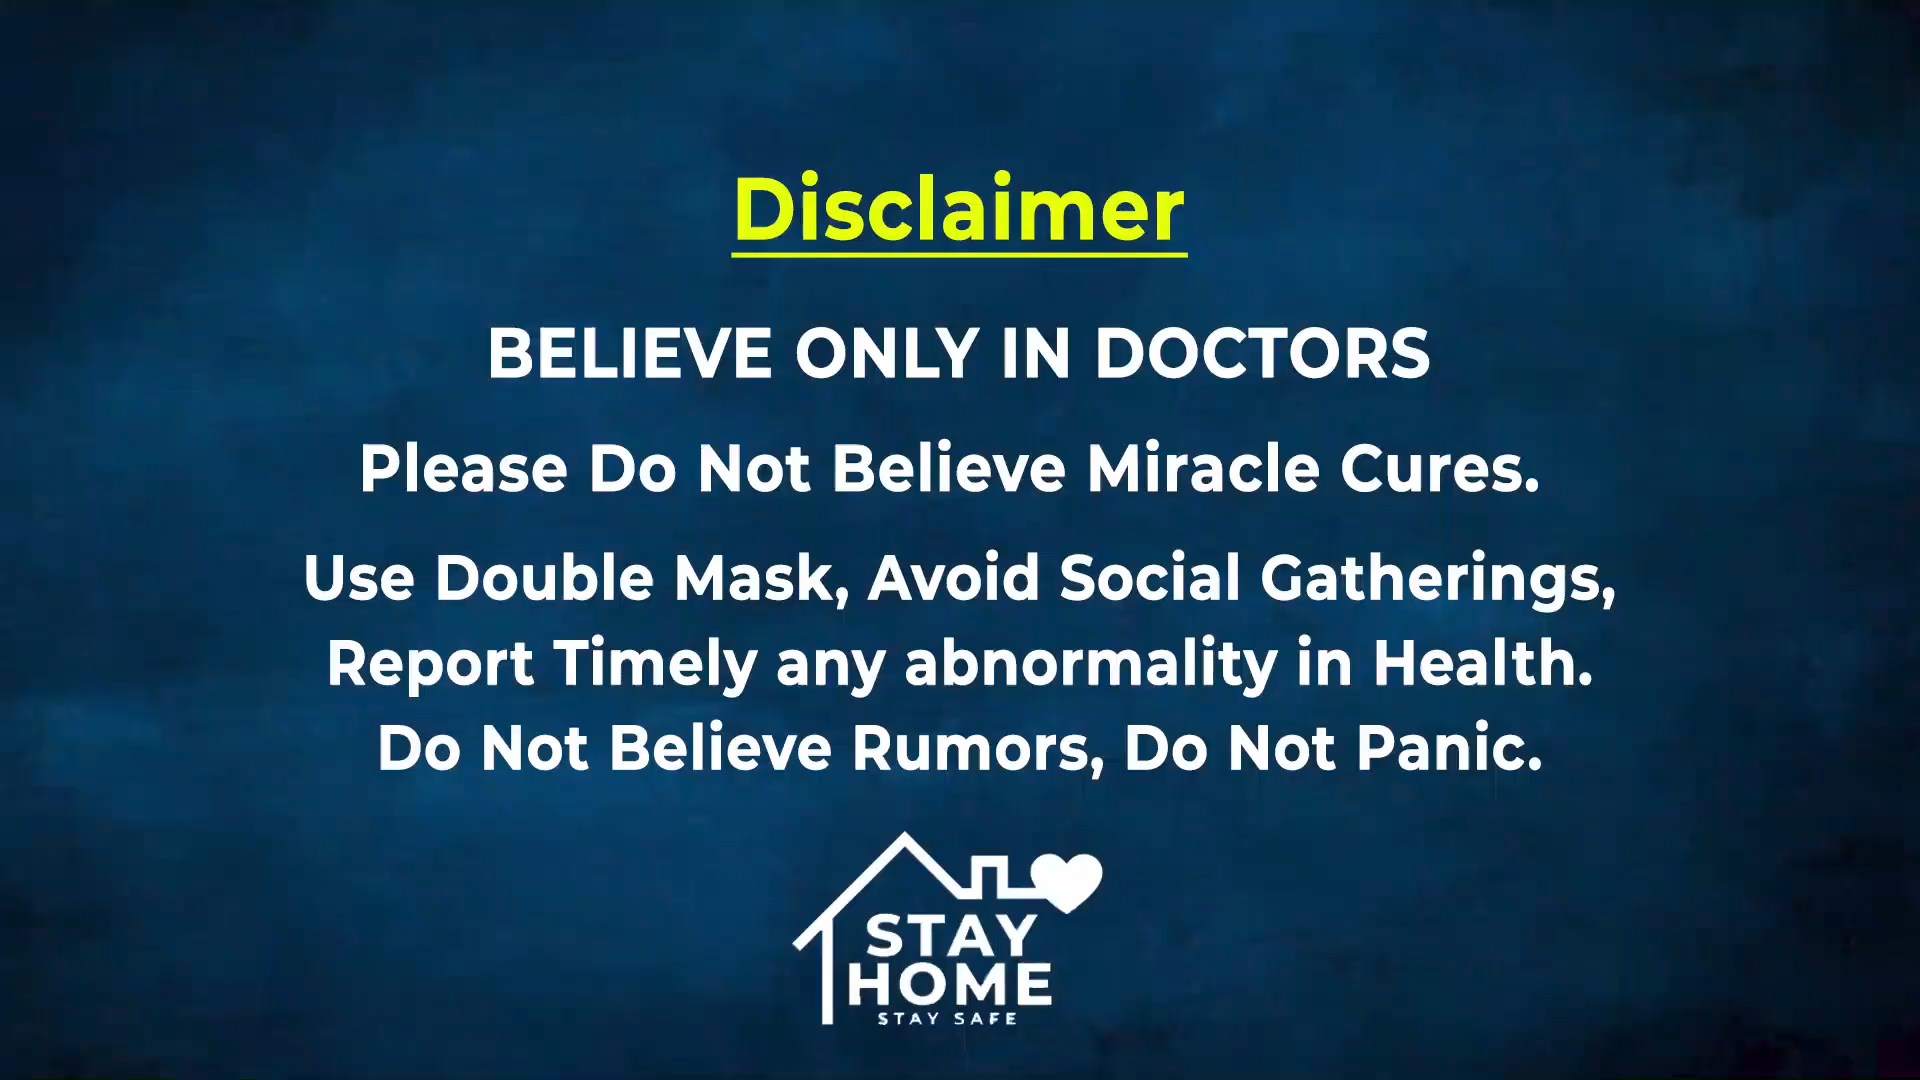 Disclaimer
BELIEVE ONLY IN DOCTORS
Please Do Not Believe Miracle Cures.
Use Double Mask, Avoid Social Gatherings,
Report Timely any abnormality in Health.
Do Not Believe Rumors, Do Not Panic.
STAY
HOME
STAY SAFE